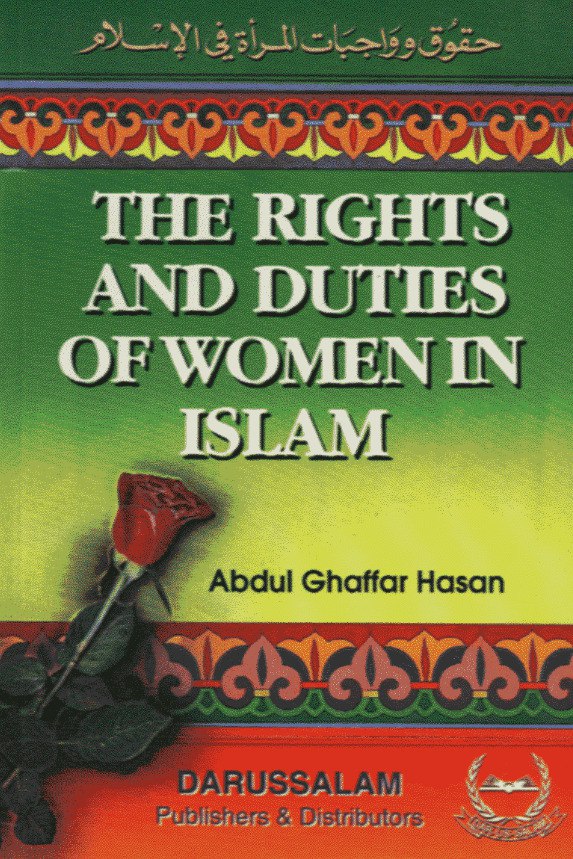 حقوق وواجبات المرأة في الإسلام
THE RIGHTS
AND DUTIES
OF WOMEN IN
ISLAM
Abdul Ghaffar Hasan
DARUSSALAM
Publishers & Distributors